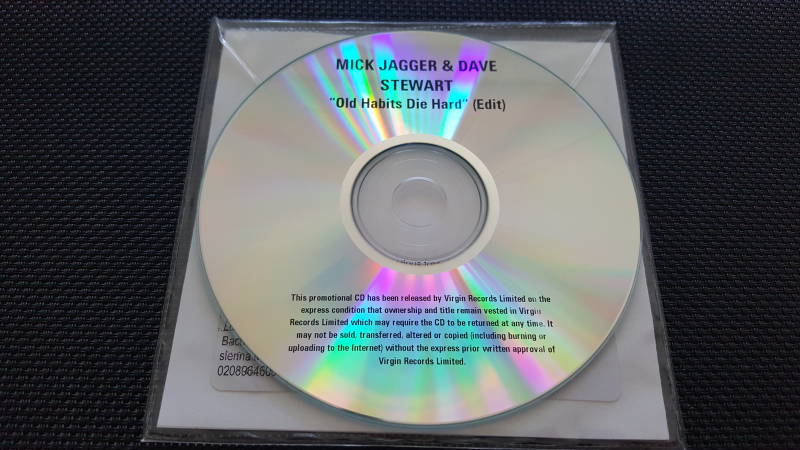 MICK JAGGER & DAVE
STEWART
"Old Habits Die Hard" (Edit)
This promotional CD has been released by Virgin Records Limited on the
express condition that ownership and title remain vested in Virgin
Records Limited which may require the CD to be returned at any time. It
may not be sold, transferred, altered or copied (including burning or
uploading to the Internet) without the express prior written approval of
Virgin Records Limited.